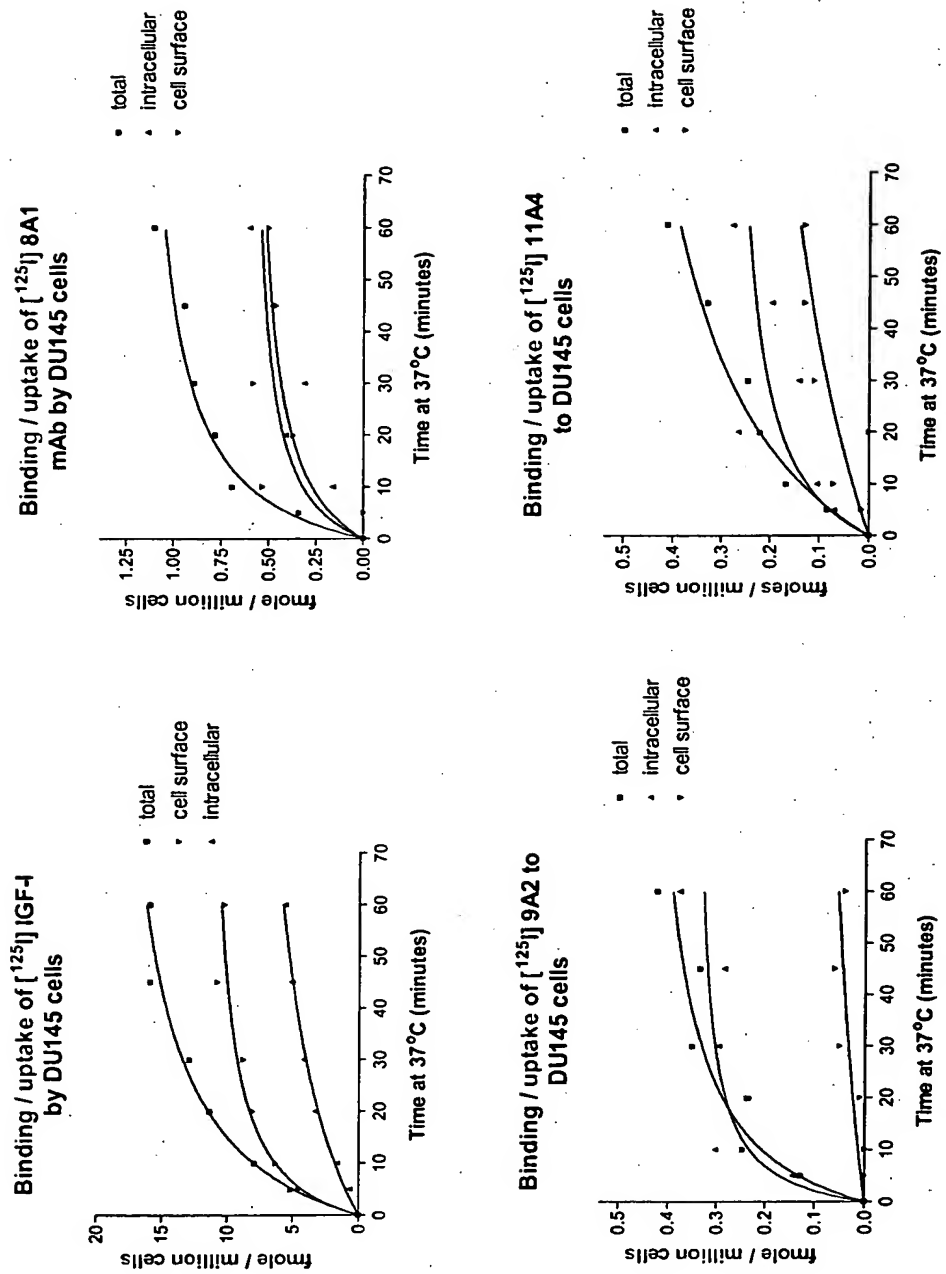 Binding / uptake of [125I] IGF-I
by DU145 cells
fmole / million cells
20
15
10
5
0
0 10 20 30 40 50 60 70
Time at 37°C (minutes)
total
cell surface
intracellular
Binding / uptake of [125I] 8A1
mAb by DU145 cells
fmole / million cells
1.25
1.00
0.75
0.50
0.25
0.00
0 10 20 30 40 50 60 70
Time at 37°C (minutes)
total
intracellular
cell surface
Binding / uptake of [125I] 9A2 to
DU145 cells
fmole / million cells
0.5
0.4
0.3
0.2
0.1
0.0
0 10 20 30 40 50 60 70
Time at 37°C (minutes)
total
intracellular
cell surface
Binding / uptake of [125I] 11A4
to DU145 cells
fmoles / million cells
0.5
0.4
0.3
0.2
0.1
0.0
0 10 20 30 40 50 60 70
Time at 37°C (minutes)
total
intracellular
cell surface